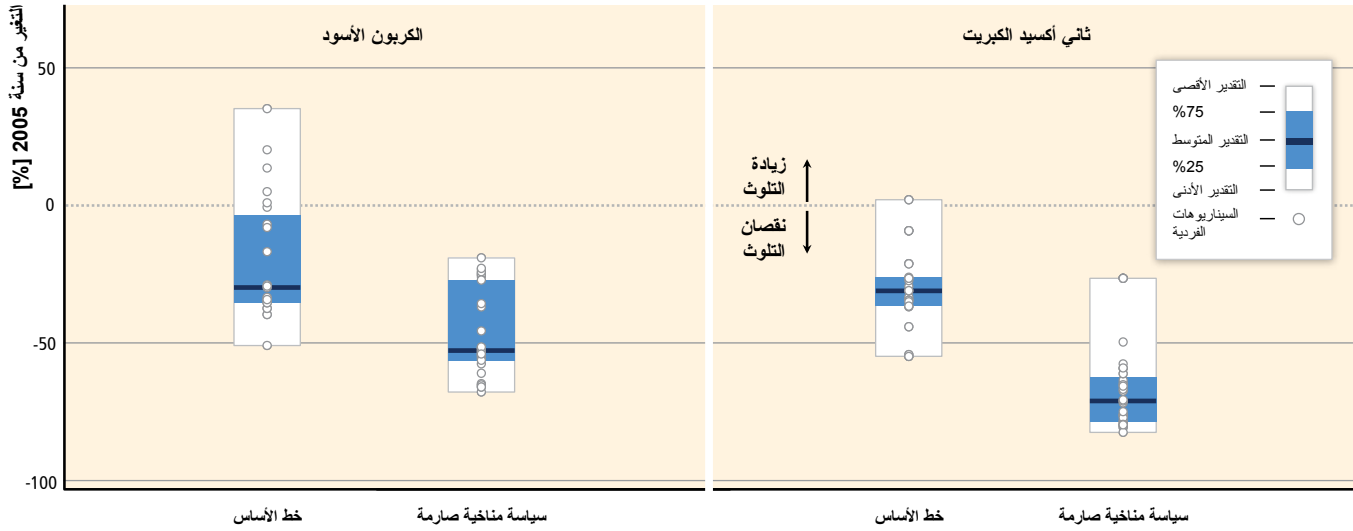 التغير من سنة 2005 [%]
50
0
-50
-100
الكربون الأسود
خط الأساس
سياسة مناخية صارمة
ثاني أكسيد الكبريت
زيادة
التلوث
نقصان
التلوث
خط الأساس
سياسة مناخية صارمة
التقدير الأقصى
%75
التقدير المتوسط
%25
التقدير الأدنى
السيناريوهات
الفردية